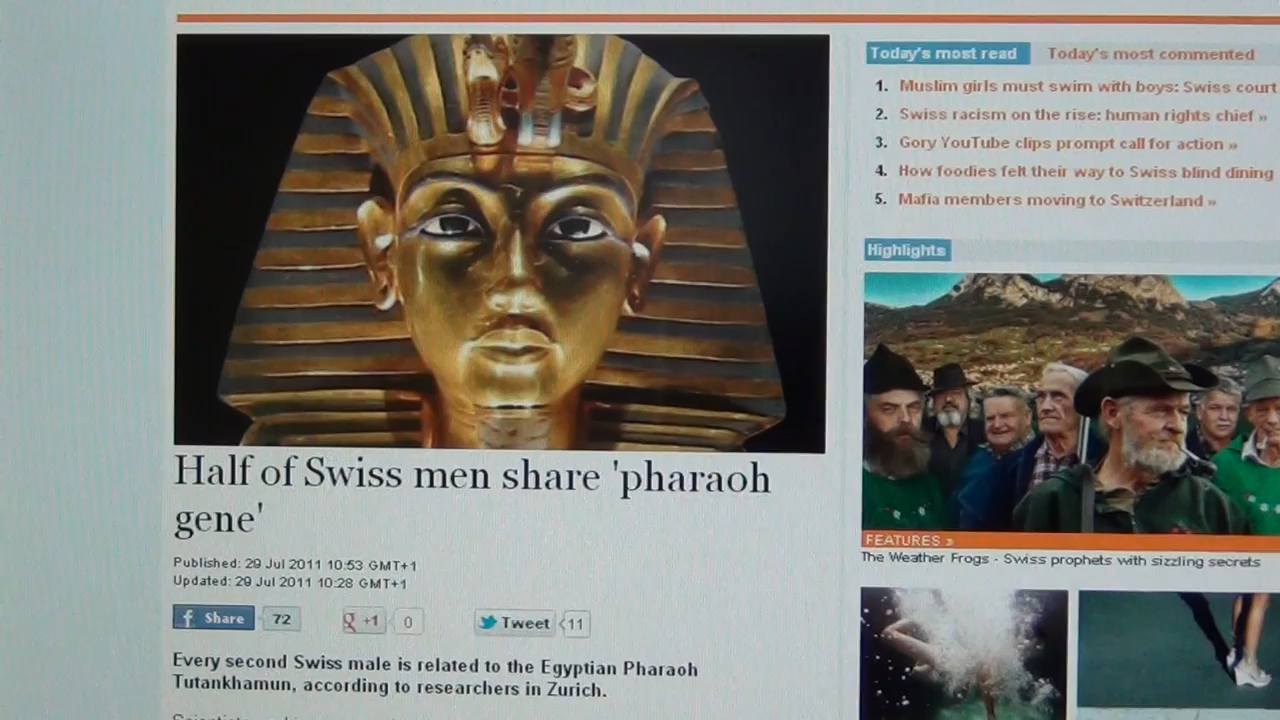 Half of Swiss men share 'pharaoh
gene'
Published: 29 Jul 2011 10:53 GMT+1
Updated: 29 Jul 2011 10:28 GMT+1
Share 72
+1 0
Tweet 11
Every second Swiss male is related to the Egyptian Pharaoh
Tutankhamun, according to researchers in Zurich.
Today's most read
Today's most commented
1. Muslim girls must swim with boys: Swiss court
2. Swiss racism on the rise: human rights chief »
3. Gory YouTube clips prompt call for action »
4. How foodies felt their way to Swiss blind dining
5. Mafia members moving to Switzerland »
Highlights
FEATURES »
The Weather Frogs - Swiss prophets with sizzling secrets